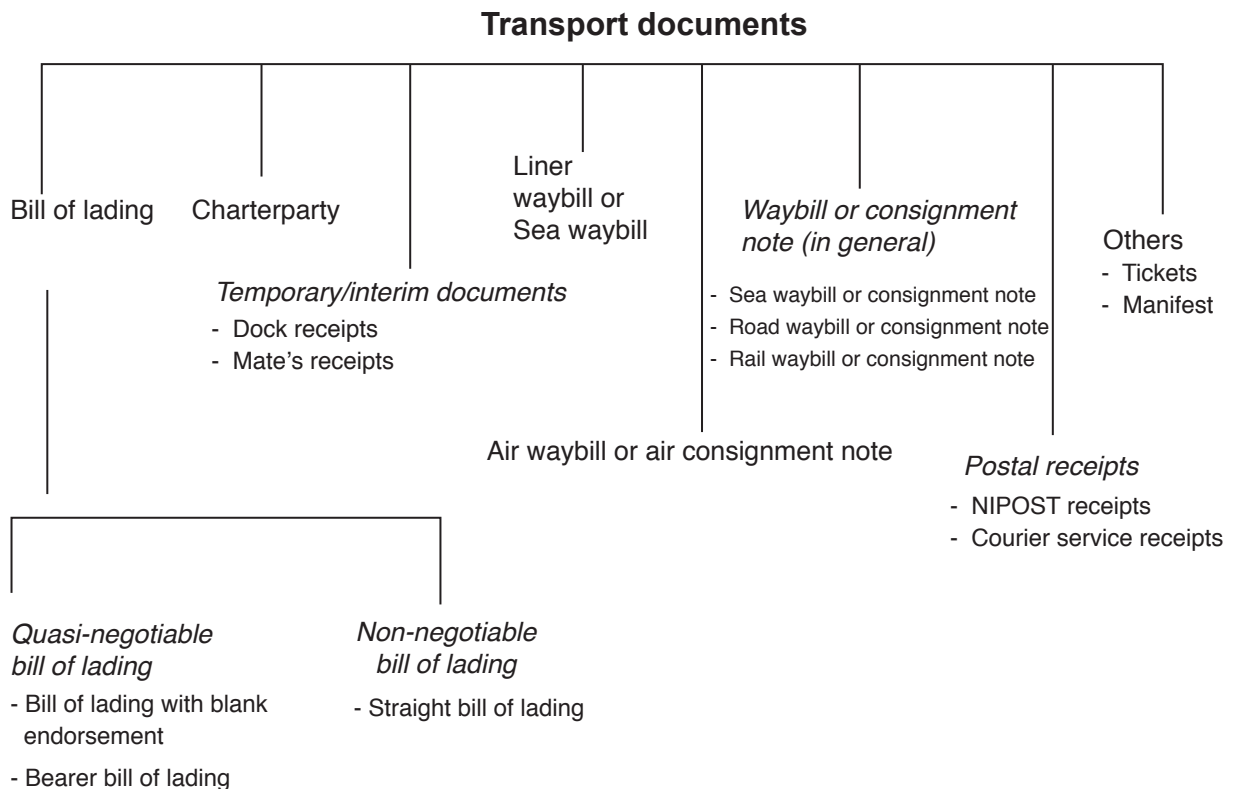 Transport documents
Bill of lading
Charterparty
Temporary/interim documents
- Dock receipts
- Mate's receipts
Liner
waybill or
Sea waybill
Air waybill or air consignment note
Waybill or consignment
note (in general)
- Sea waybill or consignment note
- Road waybill or consignment note
- Rail waybill or consignment note
Postal receipts
- NIPOST receipts
- Courier service receipts
Others
- Tickets
- Manifest
Quasi-negotiable
bill of lading
- Bill of lading with blank
endorsement
- Bearer bill of lading
Non-negotiable
bill of lading
- Straight bill of lading